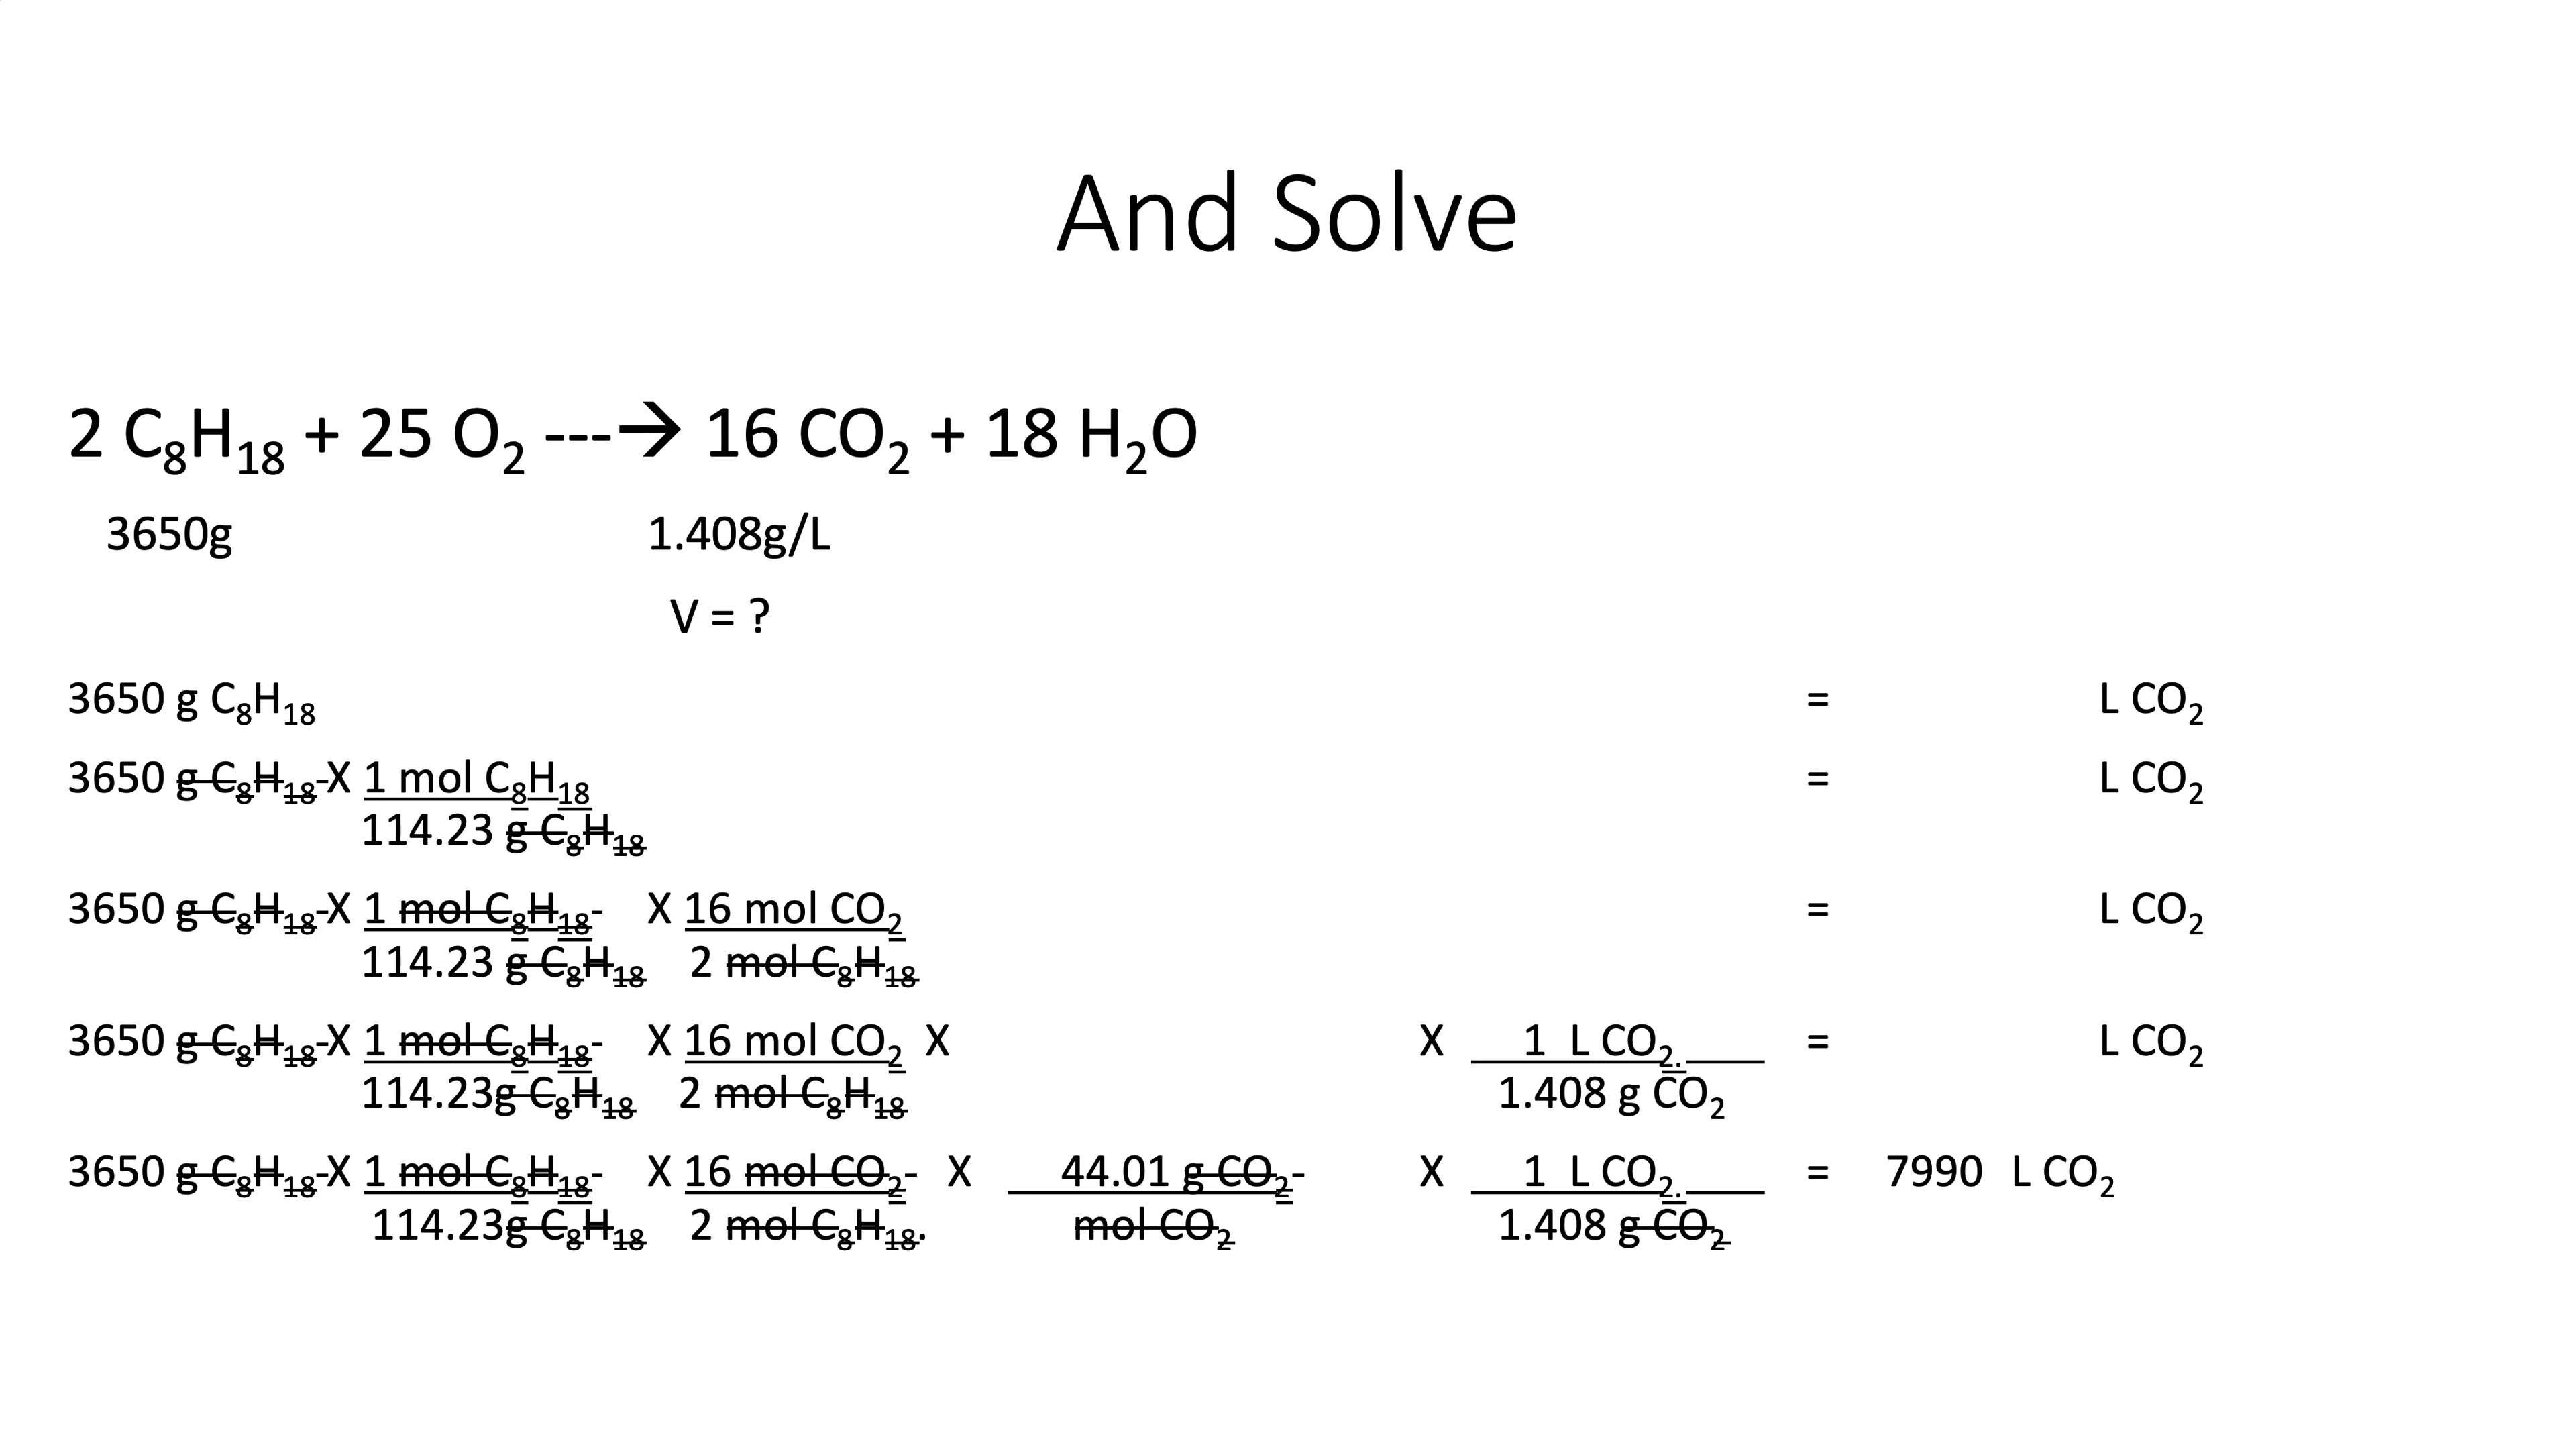 And Solve
2 C₈H₁₈ + 25 O₂ ---→ 16 CO₂ + 18 H₂O
3650g 1.408g/L
V = ?
3650 g C₈H₁₈ = L CO₂
3650 g C₈H₁₈ X 1 mol C₈H₁₈ = L CO₂
114.23 g C₈H₁₈
3650 g C₈H₁₈ X 1 mol C₈H₁₈ X 16 mol CO₂ = L CO₂
114.23 g C₈H₁₈ 2 mol C₈H₁₈
3650 g C₈H₁₈ X 1 mol C₈H₁₈ X 16 mol CO₂ X X 1 L CO₂. = L CO₂
114.23g C₈H₁₈ 2 mol C₈H₁₈ 1.408 g CO₂
3650 g C₈H₁₈ X 1 mol C₈H₁₈ X 16 mol CO₂ X 44.01 g CO₂ X 1 L CO₂. = 7990 L CO₂
114.23g C₈H₁₈ 2 mol C₈H₁₈. mol CO₂ 1.408 g CO₂